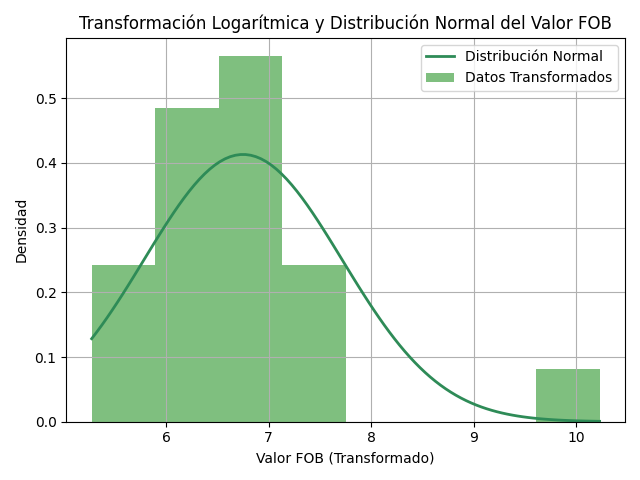 Transformación Logarítmica y Distribución Normal del Valor FOB
Distribución Normal
Datos Transformados
Densidad
0.5
0.4
0.3
0.2
0.1
0.0
6 7 8 9 10
Valor FOB (Transformado)